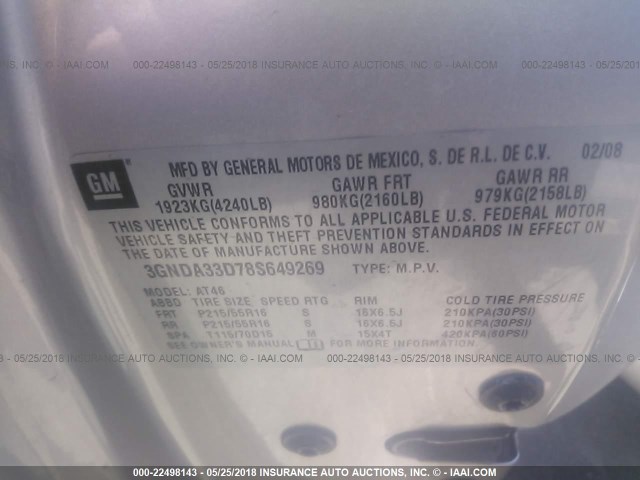 000-22498143 - 05/25/2018 INSURANCE AUTO AUCTIONS, INC. © - IAAI.COM
GM
MFD BY GENERAL MOTORS DE MEXICO, S. DE R.L. DE C.V. 02/08
GVWR GAWR FRT GAWR RR
1923KG(4240LB) 980KG(2160LB) 979KG(2158LB)
THIS VEHICLE CONFORMS TO ALL APPLICABLE U.S. FEDERAL MOTOR
VEHICLE SAFETY AND THEFT PREVENTION STANDARDS IN EFFECT ON
THE DATE OF MANUFACTURE SHOWN ABOVE.
3GNDA33D78S649269 TYPE: M.P.V.
MODEL: AT46
TIRE SIZE SPEED RTG RIM COLD TIRE PRESSURE
FRT P215/55R16 S 16X6.5J 210KPA(30PSI)
RR P215/55R16 S 16X6.5J 210KPA(30PSI)
SPA T115/70D15 M 15X4T 420KPA(60PSI)
SEE OWNER'S MANUAL FOR MORE INFORMATION.
000-22498143 - 05/25/2018 INSURANCE AUTO AUCTIONS, INC. © - IAAI.COM